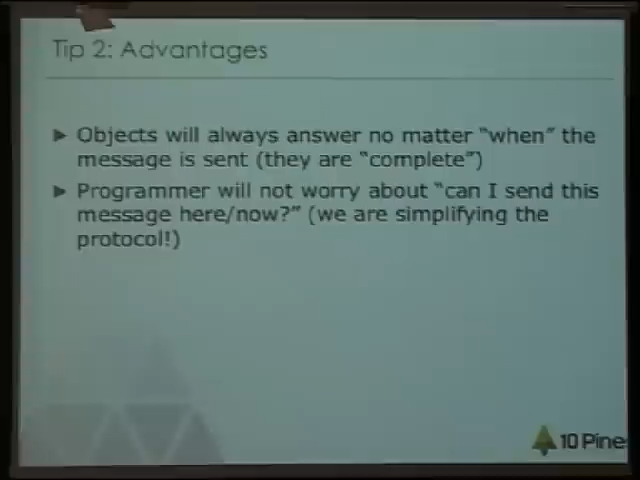 Tip 2: Advantages
Objects will always answer no matter “when” the
message is sent (they are “complete”)
Programmer will not worry about “can I send this
message here/now?” (we are simplifying the
protocol!)
10 Pine